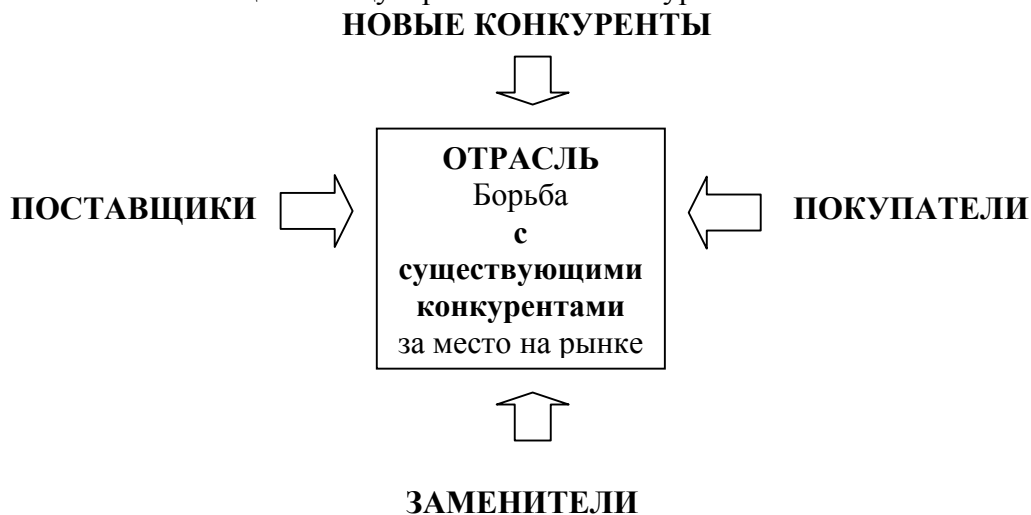 НОВЫЕ КОНКУРЕНТЫ
ОТРАСЛЬ
Борьба
с
существующими
конкурентами
за место на рынке
ПОСТАВЩИКИ
ПОКУПАТЕЛИ
ЗАМЕНИТЕЛИ